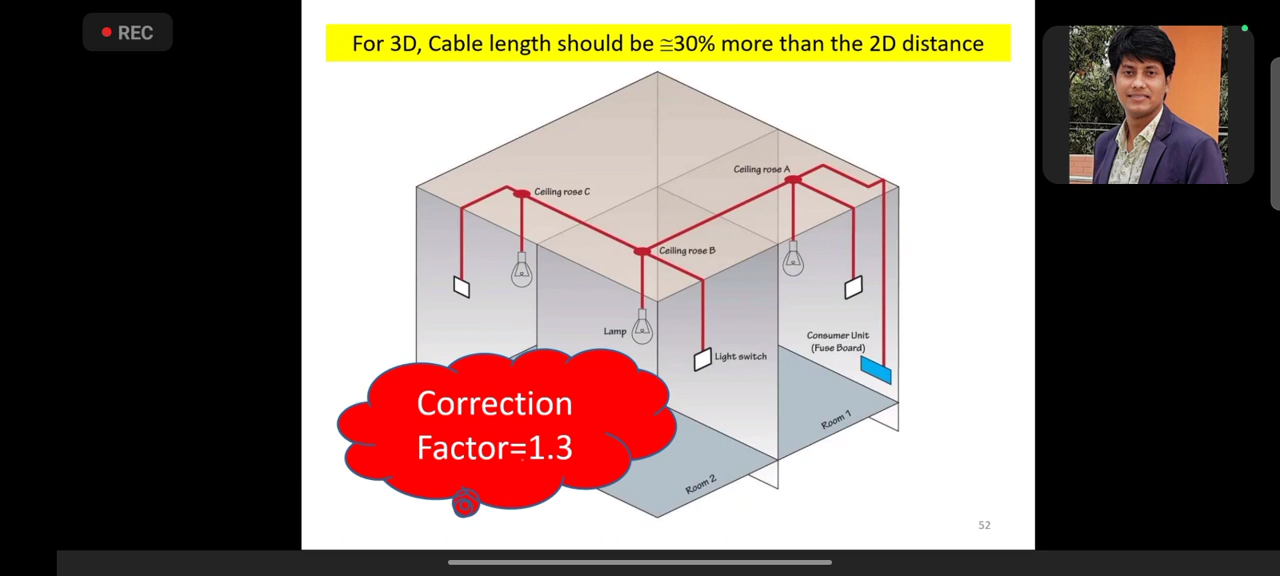 REC
For 3D, Cable length should be ≅30% more than the 2D distance
Ceiling rose A
Ceiling rose C
Ceiling rose B
Lamp
Light switch
Consumer Unit
(Fuse Board)
Correction
Factor=1.3
Room 1
Room 2
52